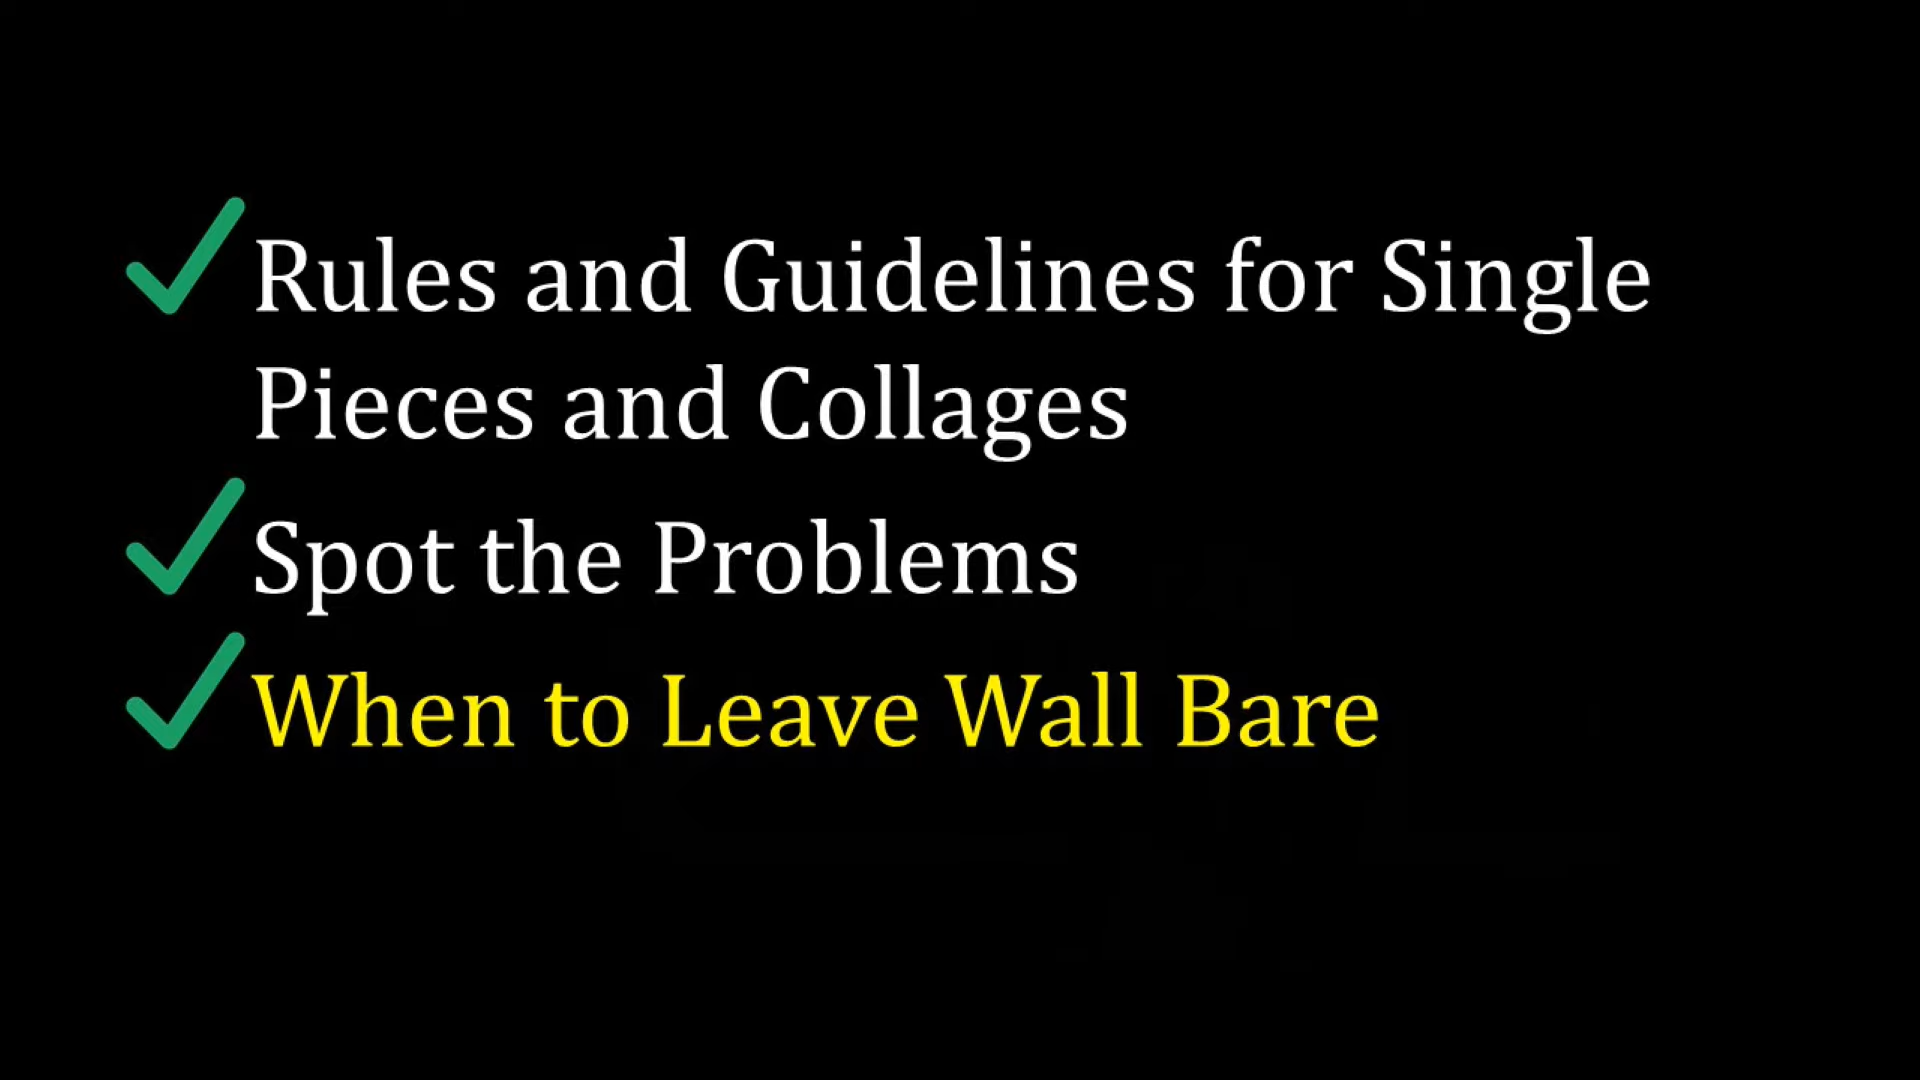 Rules and Guidelines for Single
Pieces and Collages
Spot the Problems
When to Leave Wall Bare